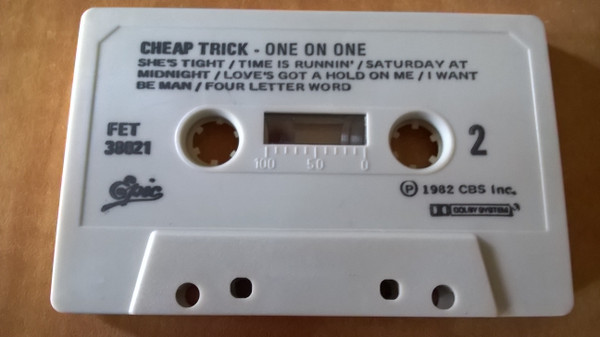 CHEAP TRICK - ONE ON ONE
SHE'S TIGHT / TIME IS RUNNIN' / SATURDAY AT
MIDNIGHT / LOVE'S GOT A HOLD ON ME / I WANT
BE MAN / FOUR LETTER WORD
FET
38021
2
100 50 0
Epic
Ⓟ 1982 CBS Inc.
DOLBY SYSTEM